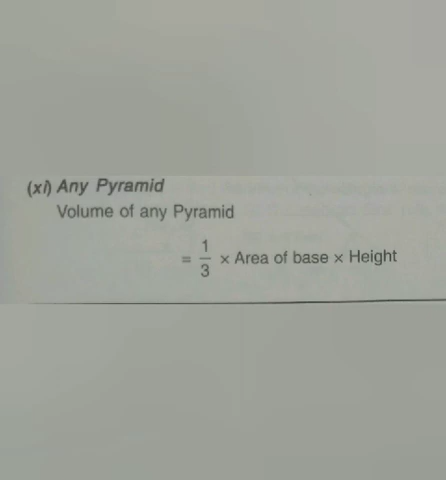 (xi) Any Pyramid
Volume of any Pyramid
= 1/3 × Area of base × Height